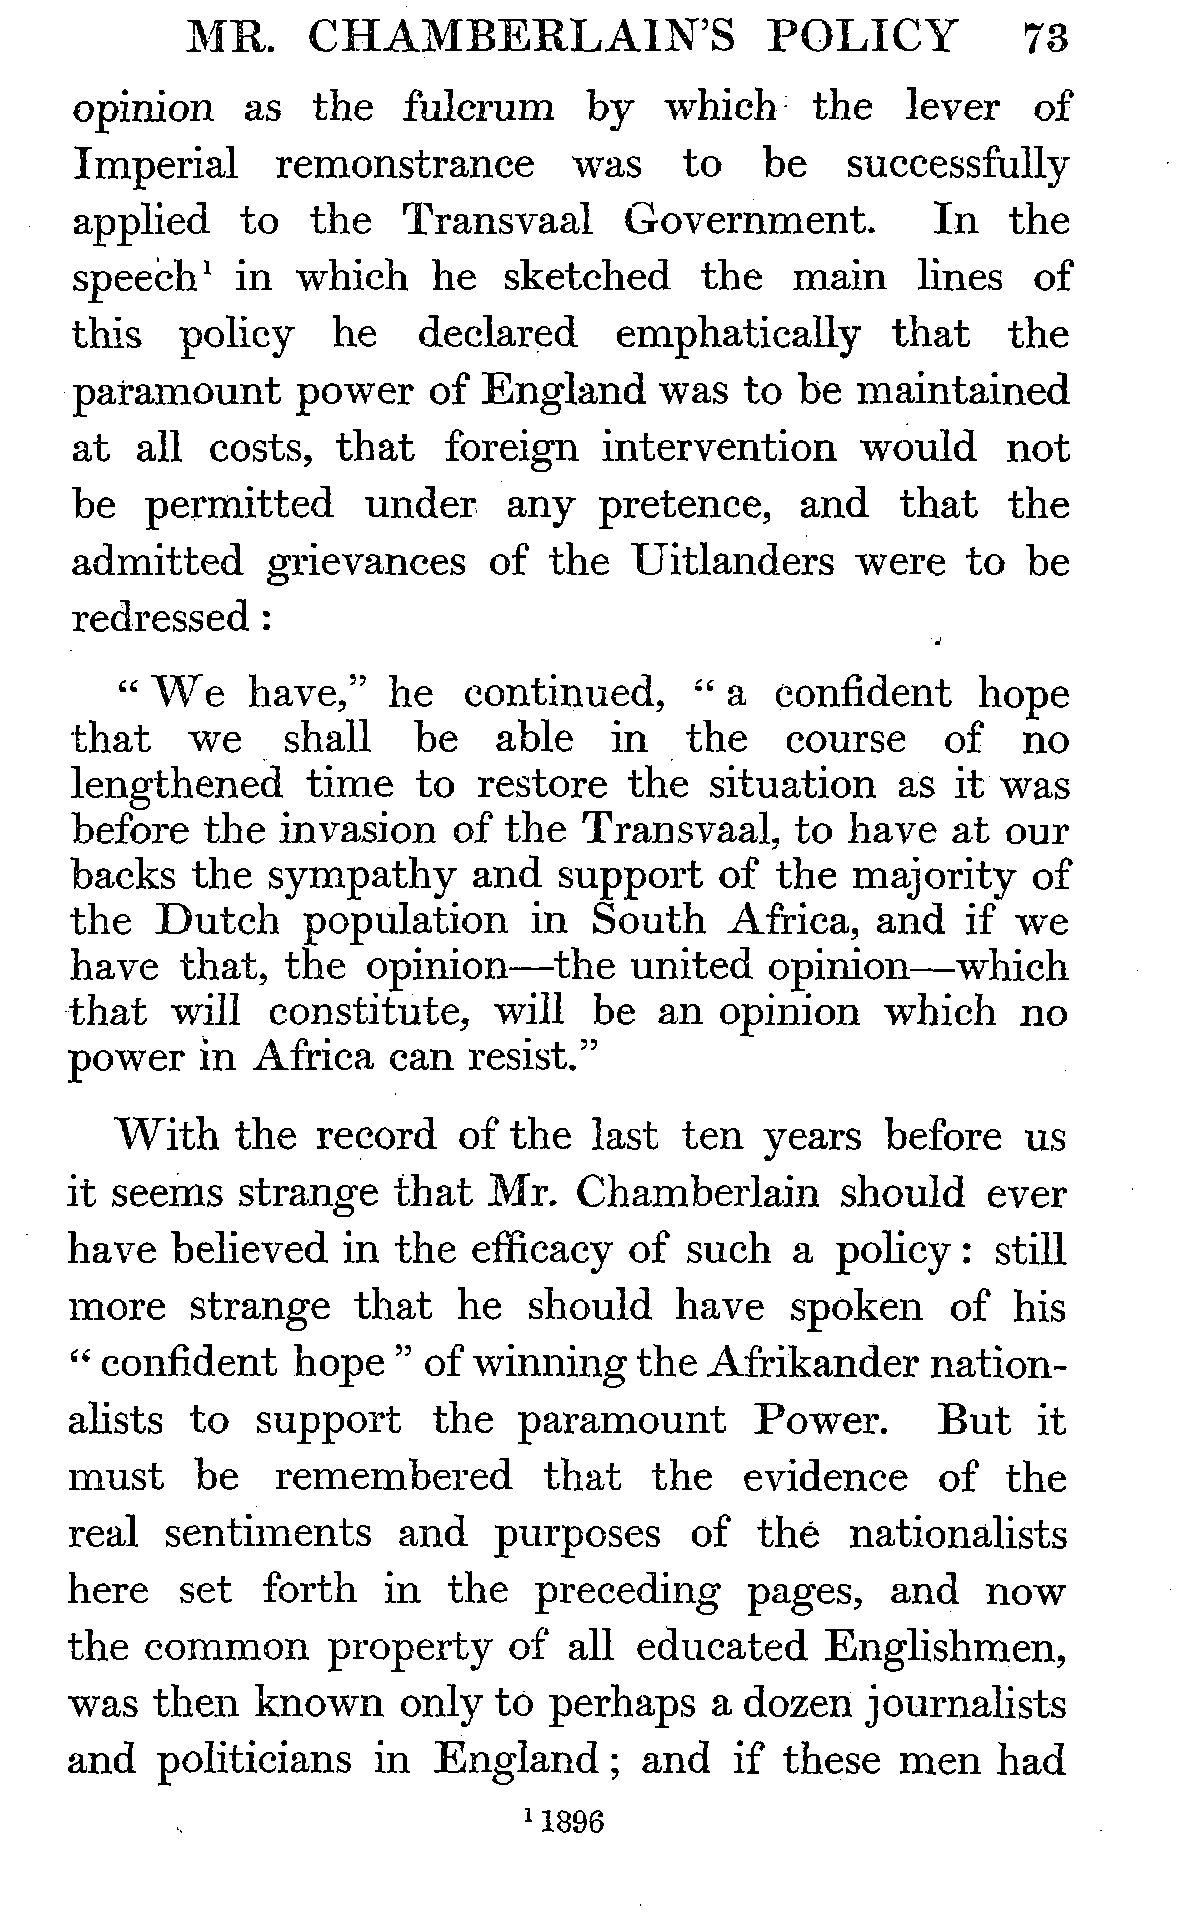 MR. CHAMBERLAIN'S POLICY 73
opinion as the fulcrum by which the lever of
Imperial remonstrance was to be successfully
applied to the Transvaal Government. In the
speech¹ in which he sketched the main lines of
this policy he declared emphatically that the
paramount power of England was to be maintained
at all costs, that foreign intervention would not
be permitted under any pretence, and that the
admitted grievances of the Uitlanders were to be
redressed :
“ We have,” he continued, “ a confident hope
that we shall be able in the course of no
lengthened time to restore the situation as it was
before the invasion of the Transvaal, to have at our
backs the sympathy and support of the majority of
the Dutch population in South Africa, and if we
have that, the opinion—the united opinion—which
that will constitute, will be an opinion which no
power in Africa can resist.”
With the record of the last ten years before us
it seems strange that Mr. Chamberlain should ever
have believed in the efficacy of such a policy : still
more strange that he should have spoken of his
“ confident hope ” of winning the Afrikander nation-
alists to support the paramount Power. But it
must be remembered that the evidence of the
real sentiments and purposes of the nationalists
here set forth in the preceding pages, and now
the common property of all educated Englishmen,
was then known only to perhaps a dozen journalists
and politicians in England ; and if these men had
¹ 1896